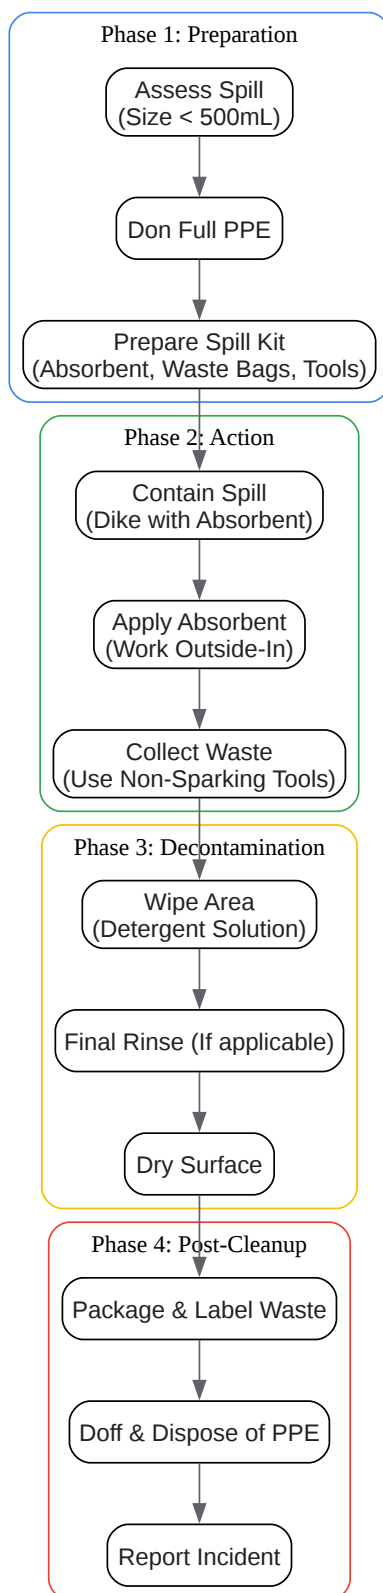 Phase 1: Preparation
Assess Spill
(Size < 500mL)
Don Full PPE
Prepare Spill Kit
(Absorbent, Waste Bags, Tools)
Phase 2: Action
Contain Spill
(Dike with Absorbent)
Apply Absorbent
(Work Outside-In)
Collect Waste
(Use Non-Sparking Tools)
Phase 3: Decontamination
Wipe Area
(Detergent Solution)
Final Rinse (If applicable)
Dry Surface
Phase 4: Post-Cleanup
Package & Label Waste
Doff & Dispose of PPE
Report Incident